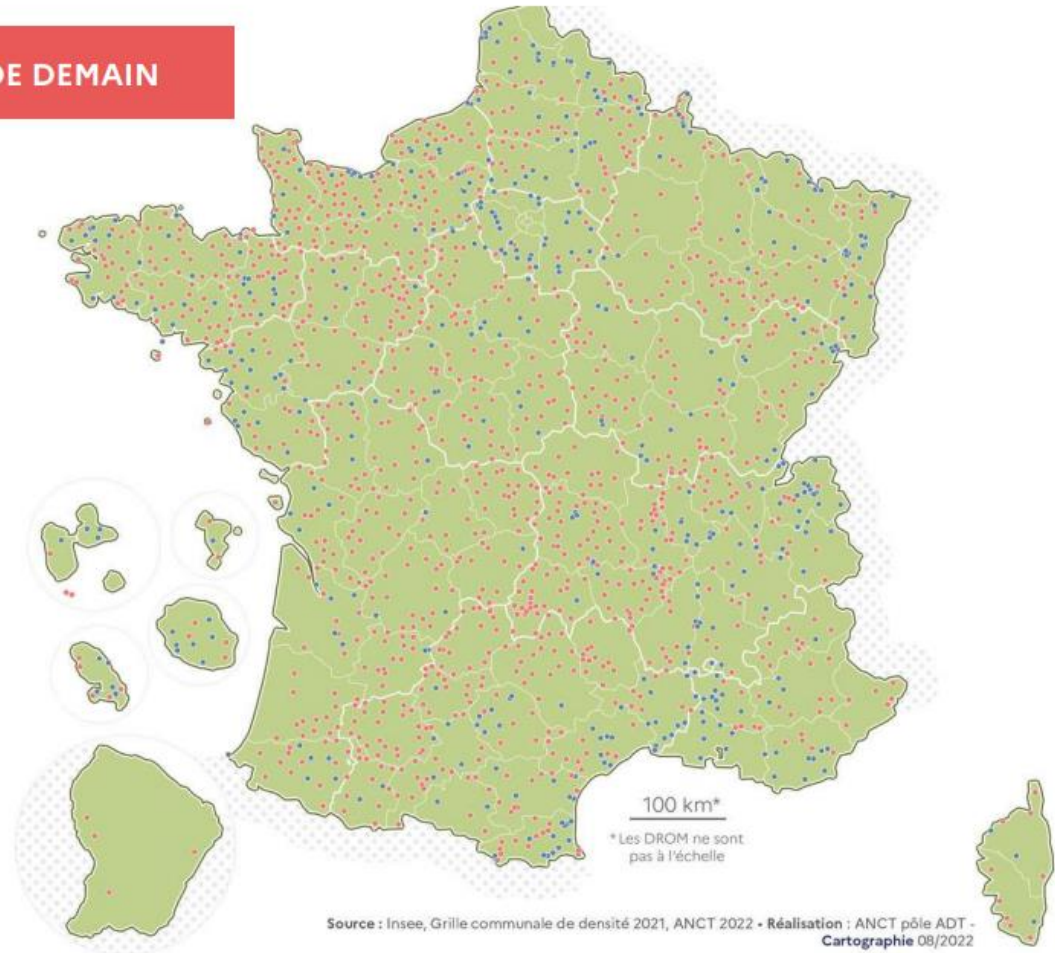 DE DEMAIN
100 km*
* Les DROM ne sont
pas à l'échelle
Source : Insee, Grille communale de densité 2021, ANCT 2022 • Réalisation : ANCT pôle ADT -
Cartographie 08/2022